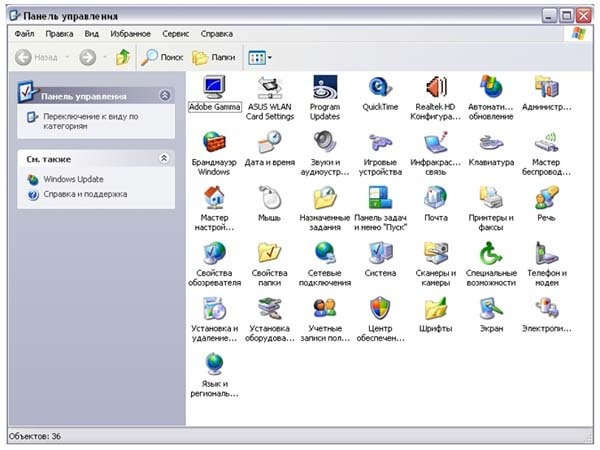 Панель управления
Файл Правка Вид Избранное Сервис Справка
Назад Поиск Папки
Панель управления
Переключение к виду по
категориям
См. также
Windows Update
Справка и поддержка
Adobe Gamma
ASUS WLAN
Card Settings
Program
Updates
QuickTime
Realtek HD
Конфигура...
Автомати...
обновление
Администр...
Брандмауэр
Windows
Дата и время
Звуки и
аудиоустр...
Игровые
устройства
Инфракрас...
связь
Клавиатура
Мастер
беспровод...
Мастер
настрой...
Мышь
Назначенные
задания
Панель задач
и меню "Пуск"
Почта
Принтеры и
факсы
Речь
Свойства
обозревателя
Свойства
папки
Сетевые
подключения
Система
Сканеры и
камеры
Специальные
возможности
Телефон и
модем
Установка и
удаление...
Установка
оборудова...
Учетные
записи пол...
Центр
обеспечен...
Шрифты
Экран
Электропи...
Язык и
региональ...
Объектов: 36